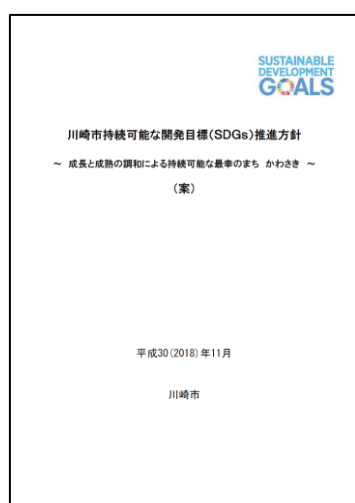 SUSTAINABLE
DEVELOPMENT
GOALS
川崎市持続可能な開発目標(SDGs)推進方針
~ 成長と成熟の調和による持続可能な最幸のまち かわさき ~
(案)
平成30(2018)年11月
川崎市